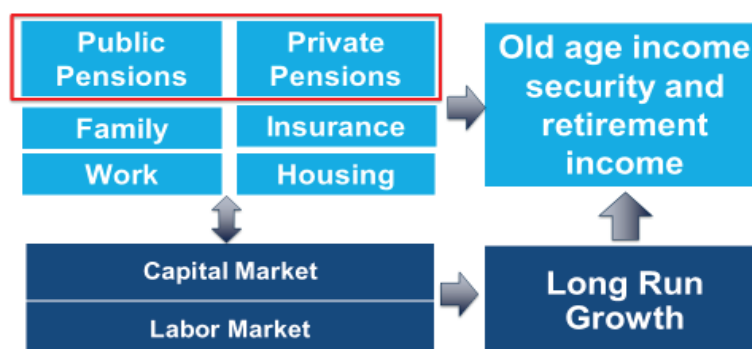 Public
Pensions
Private
Pensions
Old age income
security and
retirement
income
Family
Insurance
Work
Housing
Capital Market
Labor Market
Long Run
Growth